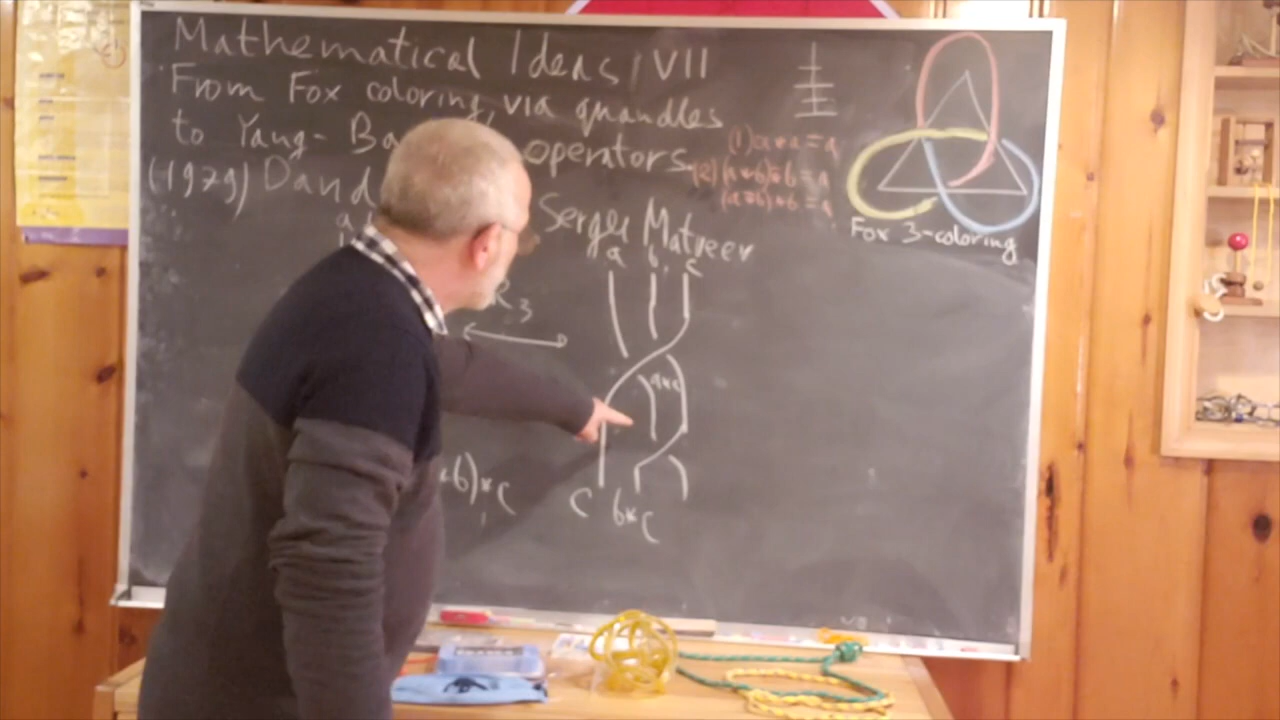 Mathematical Ideas VII
From Fox coloring, via quandles
to Yang-Ba operators.
(1979) Davd Sergei Matveev
(1) a*a=a
(2) (a*b)*̄b=a
(a*̄b)*b=a
Fox 3-coloring
a b c
R3
a*c
*b)*c
c b*c